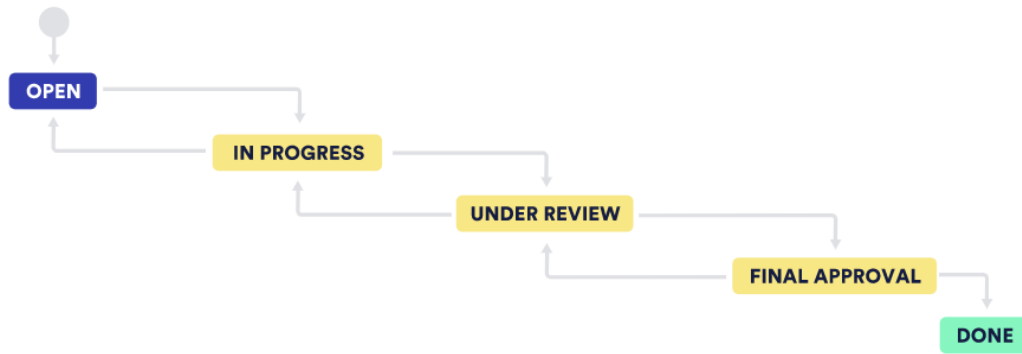 OPEN
IN PROGRESS
UNDER REVIEW
FINAL APPROVAL
DONE